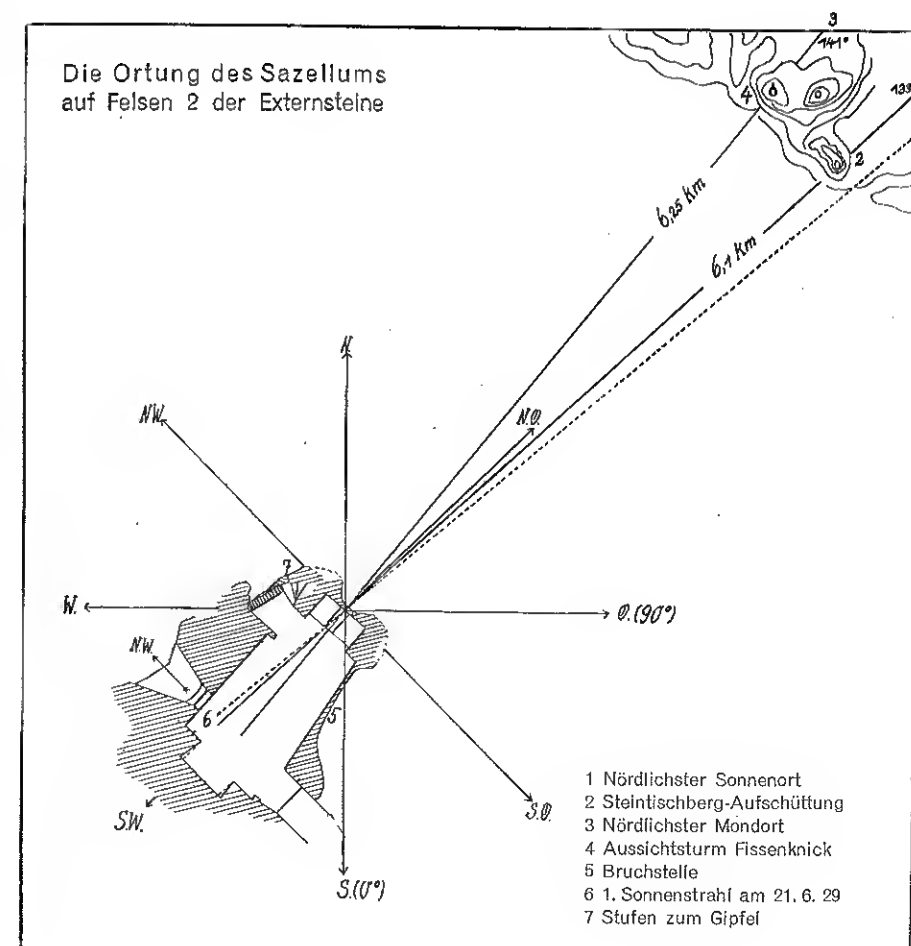 3
141°
Die Ortung des Sazellums
auf Felsen 2 der Externsteine
4
133
2
6,25 Km
6,1 Km
N.
NW.
N.O.
7
W.
O.(90°)
N.W.
6
5
S.W.
S.O.
S.(0°)
1 Nördlichster Sonnenort
2 Steintischberg-Aufschüttung
3 Nördlichster Mondort
4 Aussichtsturm Fissenknick
5 Bruchstelle
6 1. Sonnenstrahl am 21. 6. 29
7 Stufen zum Gipfel